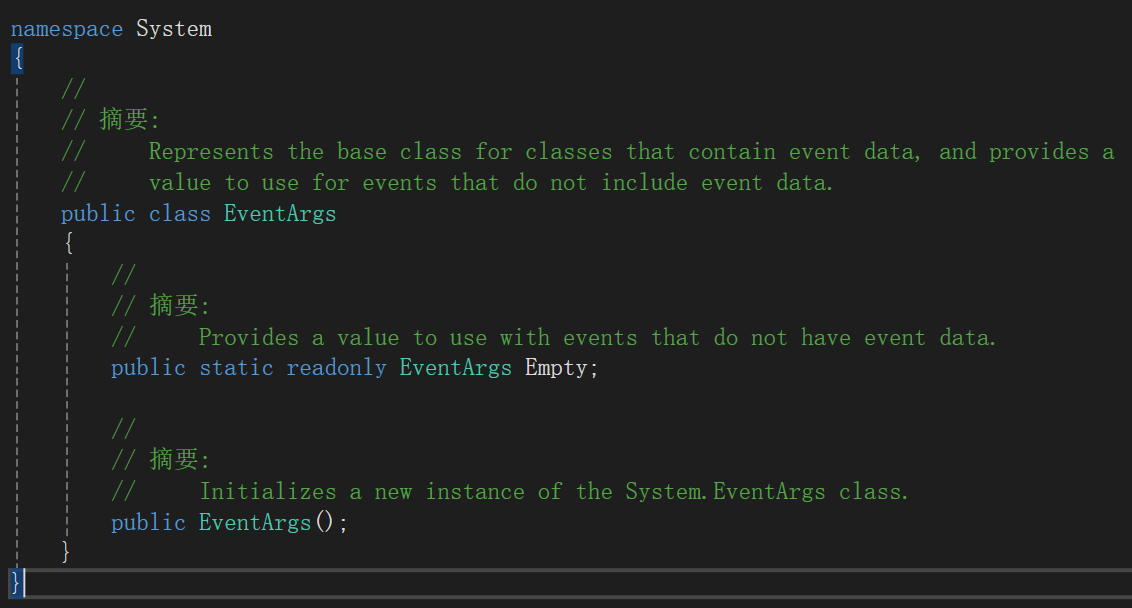 namespace System
{
    //
    // 摘要:
    //     Represents the base class for classes that contain event data, and provides a
    //     value to use for events that do not include event data.
    public class EventArgs
    {
        //
        // 摘要:
        //     Provides a value to use with events that do not have event data.
        public static readonly EventArgs Empty;

        //
        // 摘要:
        //     Initializes a new instance of the System.EventArgs class.
        public EventArgs();
    }
}